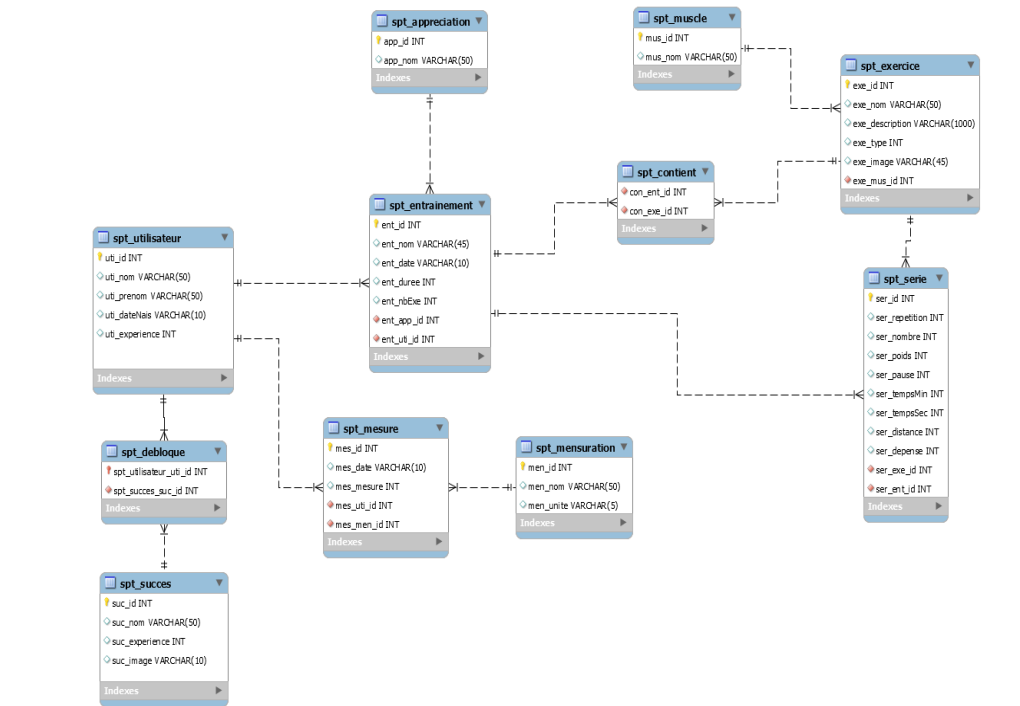 spt_appreciation
app_id INT
app_nom VARCHAR(50)
Indexes
spt_muscle
mus_id INT
mus_nom VARCHAR(50)
Indexes
spt_exercice
exe_id INT
exe_nom VARCHAR(50)
exe_description VARCHAR(1000)
exe_type INT
exe_image VARCHAR(45)
exe_mus_id INT
Indexes
spt_contient
con_ent_id INT
con_exe_id INT
Indexes
spt_entrainement
ent_id INT
ent_nom VARCHAR(45)
ent_date VARCHAR(10)
ent_duree INT
ent_nbExe INT
ent_app_id INT
ent_uti_id INT
Indexes
spt_utilisateur
uti_id INT
uti_nom VARCHAR(50)
uti_prenom VARCHAR(50)
uti_dateNais VARCHAR(10)
uti_experience INT
Indexes
spt_serie
ser_id INT
ser_repetition INT
ser_nombre INT
ser_poids INT
ser_pause INT
ser_tempsMin INT
ser_tempsSec INT
ser_distance INT
ser_depense INT
ser_exe_id INT
ser_ent_id INT
Indexes
spt_mesure
mes_id INT
mes_date VARCHAR(10)
mes_mesure INT
mes_uti_id INT
mes_men_id INT
Indexes
spt_mensuration
men_id INT
men_nom VARCHAR(50)
men_unite VARCHAR(5)
Indexes
spt_debloque
spt_utilisateur_uti_id INT
spt_succes_suc_id INT
Indexes
spt_succes
suc_id INT
suc_nom VARCHAR(50)
suc_experience INT
suc_image VARCHAR(10)
Indexes